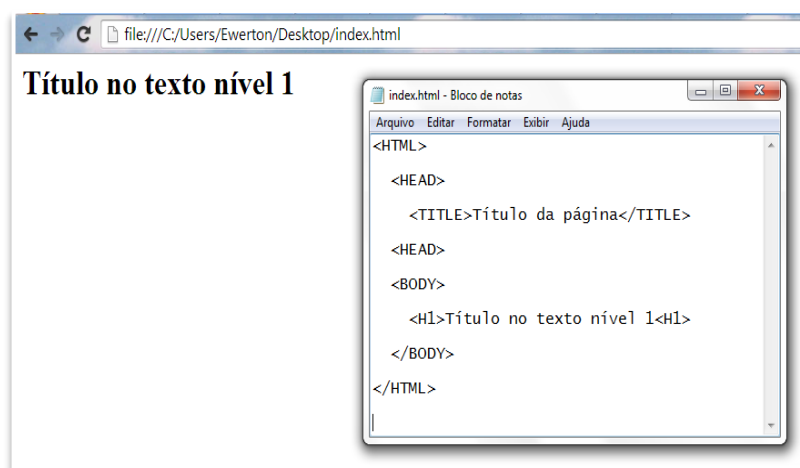 file:///C:/Users/Ewerton/Desktop/index.html
Título no texto nível 1
index.html - Bloco de notas
Arquivo Editar Formatar Exibir Ajuda
<HTML>
<HEAD>
<TITLE>Título da página</TITLE>
<HEAD>
<BODY>
<H1>Título no texto nível 1<H1>
</BODY>
</HTML>